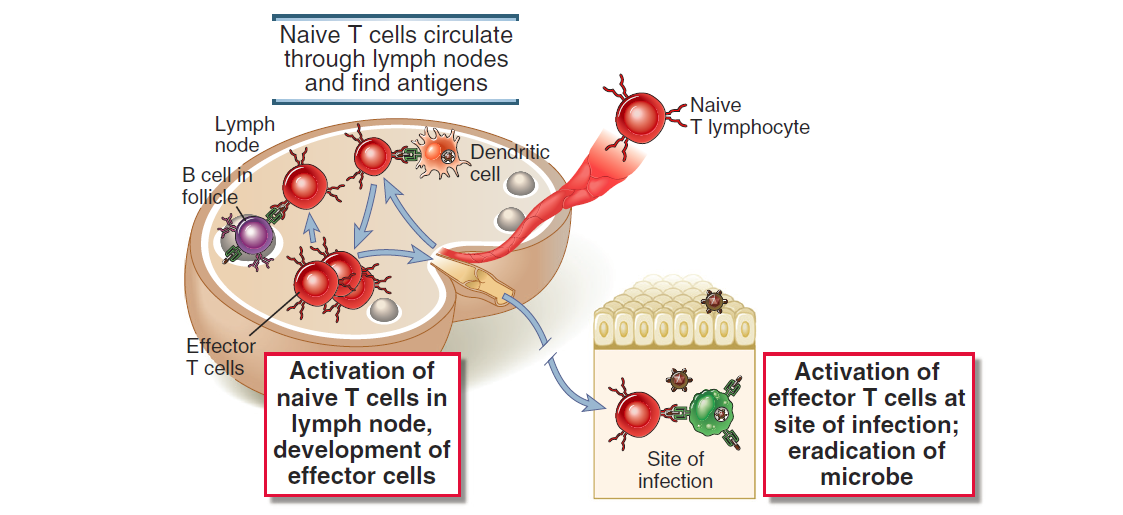 Naive T cells circulate
through lymph nodes
and find antigens
Naive
T lymphocyte
Lymph
node
Dendritic
cell
B cell in
follicle
Effector
T cells
Activation of
naive T cells in
lymph node,
development of
effector cells
Site of
infection
Activation of
effector T cells at
site of infection;
eradication of
microbe